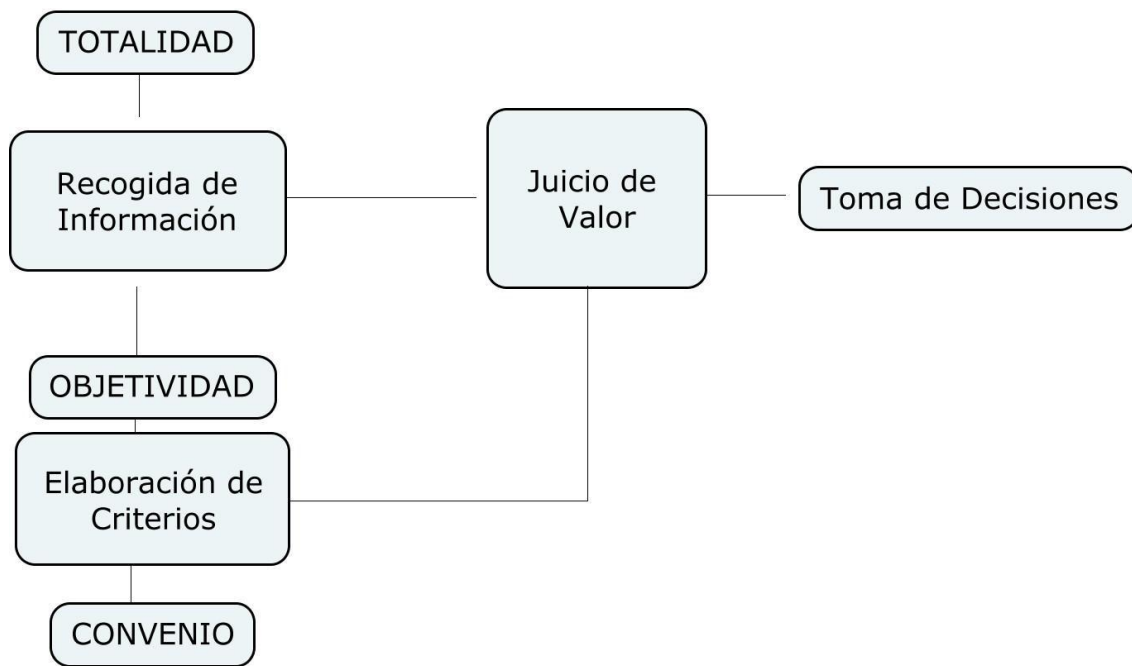 TOTALIDAD
Recogida de
Información
Juicio de
Valor
Toma de Decisiones
OBJETIVIDAD
Elaboración de
Criterios
CONVENIO